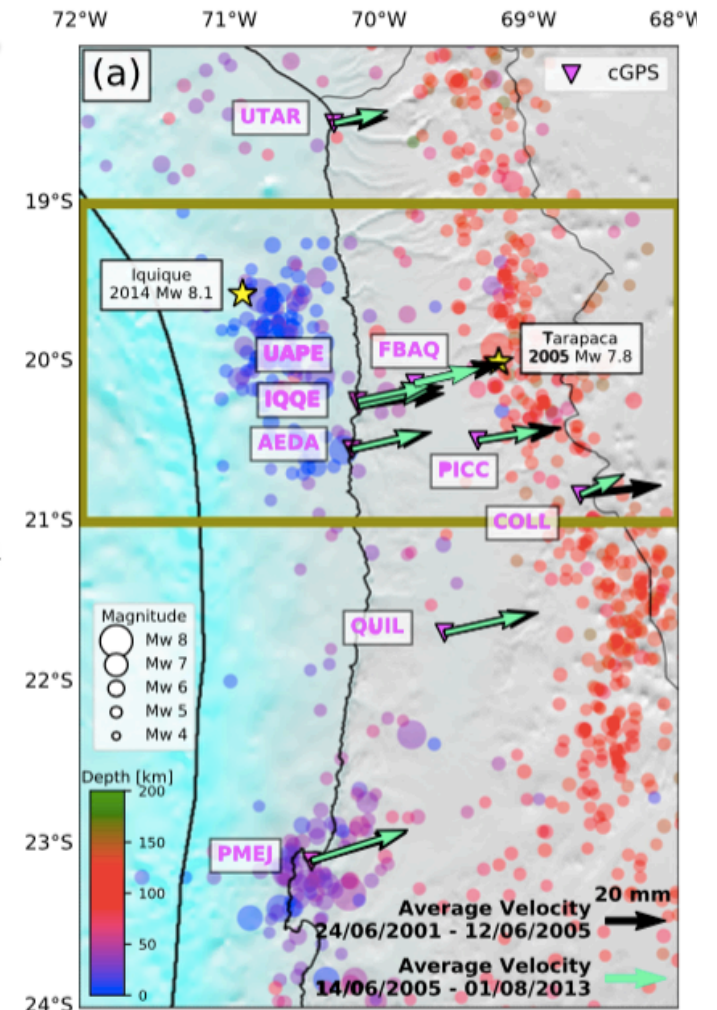 72°W 71°W 70°W 69°W 68°W
(a)
cGPS
UTAR
19°S
Iquique
2014 Mw 8.1
UAPE
FBAQ
Tarapaca
2005 Mw 7.8
20°S
IQQE
AEDA
PICC
COLL
21°S
QUIL
Magnitude
Mw 8
Mw 7
Mw 6
Mw 5
Mw 4
22°S
Depth [km]
200
150
100
50
0
23°S
PMEJ
20 mm
Average Velocity
24/06/2001 - 12/06/2005
Average Velocity
14/06/2005 - 01/08/2013
24°S